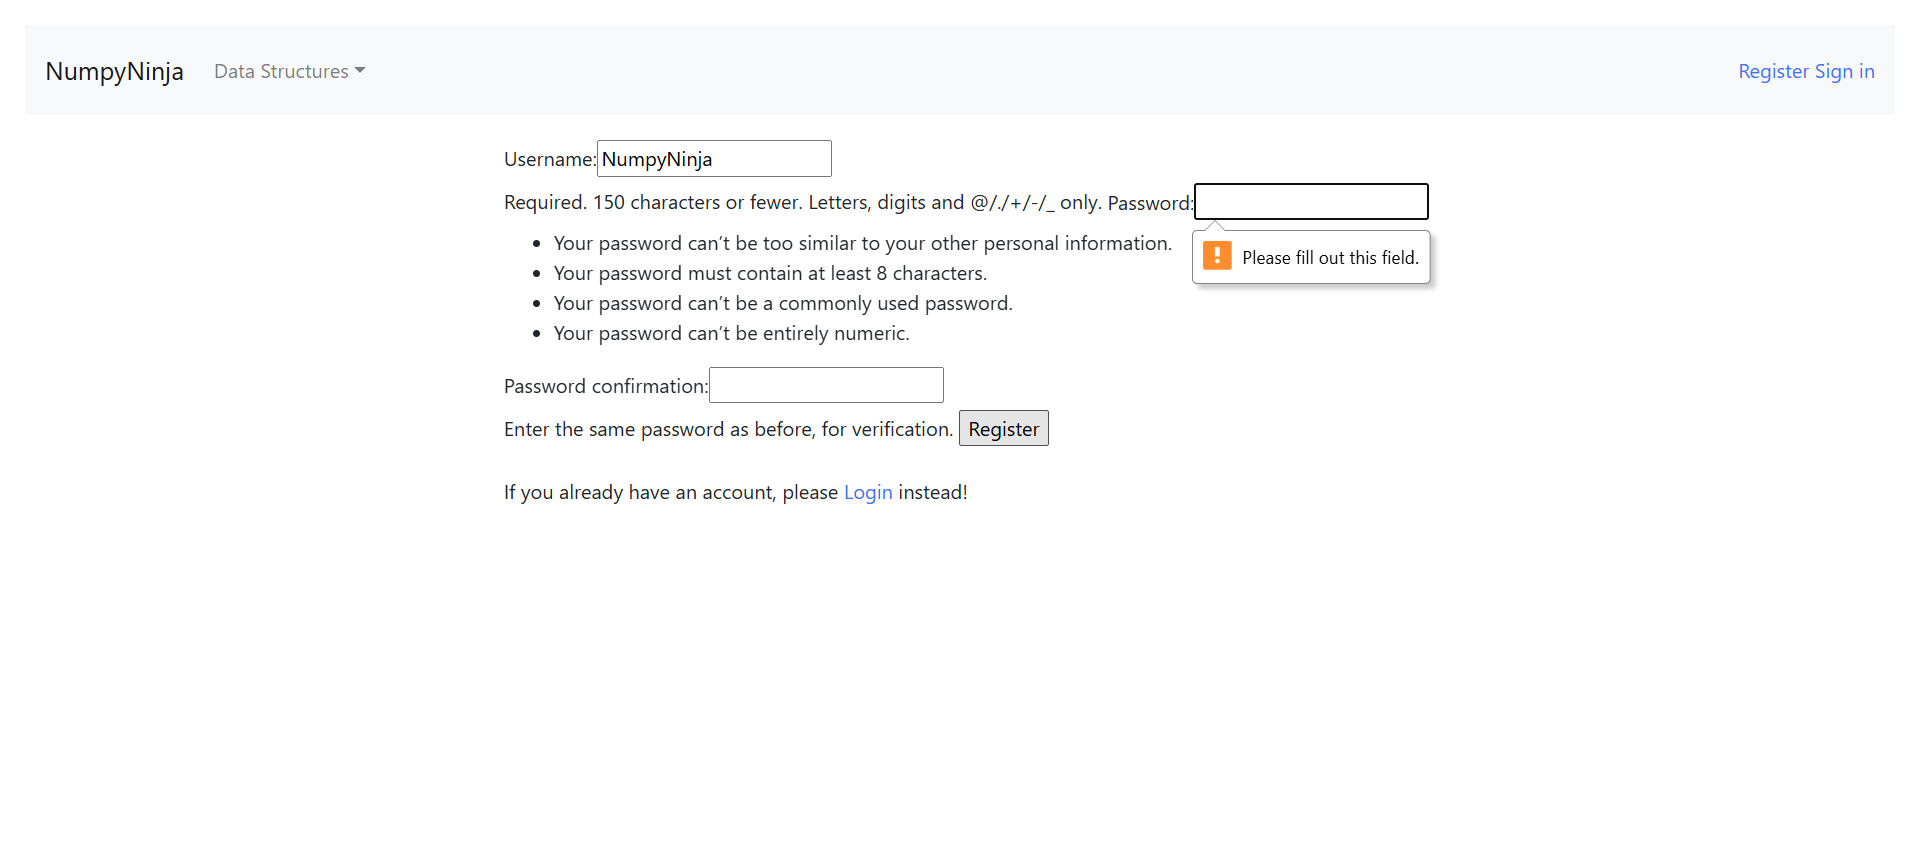 NumpyNinja Data Structures Register Sign in
Username: NumpyNinja
Required. 150 characters or fewer. Letters, digits and @/./+/-/_ only. Password:
Your password can’t be too similar to your other personal information.
Please fill out this field.
Your password must contain at least 8 characters.
Your password can’t be a commonly used password.
Your password can’t be entirely numeric.
Password confirmation:
Enter the same password as before, for verification. Register
If you already have an account, please Login instead!